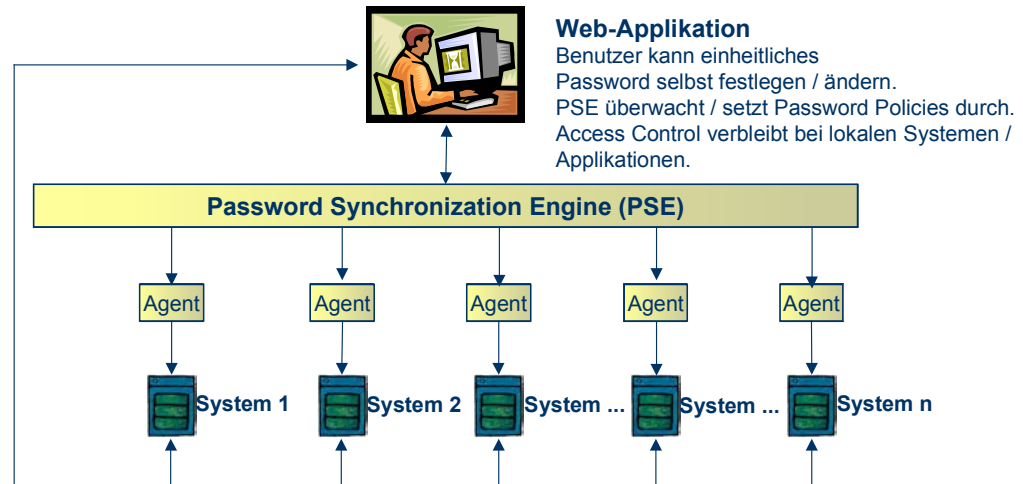 Web-Applikation
Benutzer kann einheitliches
Password selbst festlegen / ändern.
PSE überwacht / setzt Password Policies durch.
Access Control verbleibt bei lokalen Systemen /
Applikationen.
Password Synchronization Engine (PSE)
Agent
Agent
Agent
Agent
Agent
System 1
System 2
System ...
System ...
System n